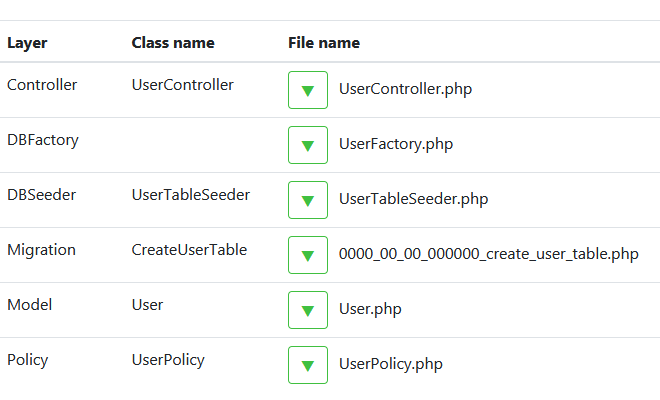 Layer Class name File name
Controller UserController ▼ UserController.php
DBFactory ▼ UserFactory.php
DBSeeder UserTableSeeder ▼ UserTableSeeder.php
Migration CreateUserTable ▼ 0000_00_00_000000_create_user_table.php
Model User ▼ User.php
Policy UserPolicy ▼ UserPolicy.php